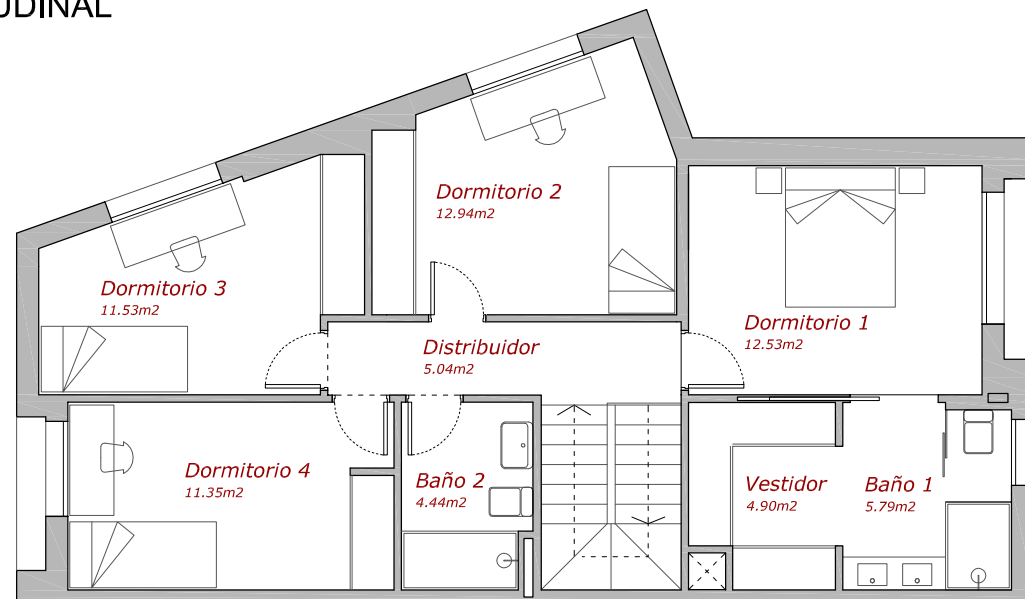 UDINAL
Dormitorio 2
12.94m2
Dormitorio 3
11.53m2
Dormitorio 1
12.53m2
Distribuidor
5.04m2
Dormitorio 4
11.35m2
Baño 2
4.44m2
Vestidor
4.90m2
Baño 1
5.79m2